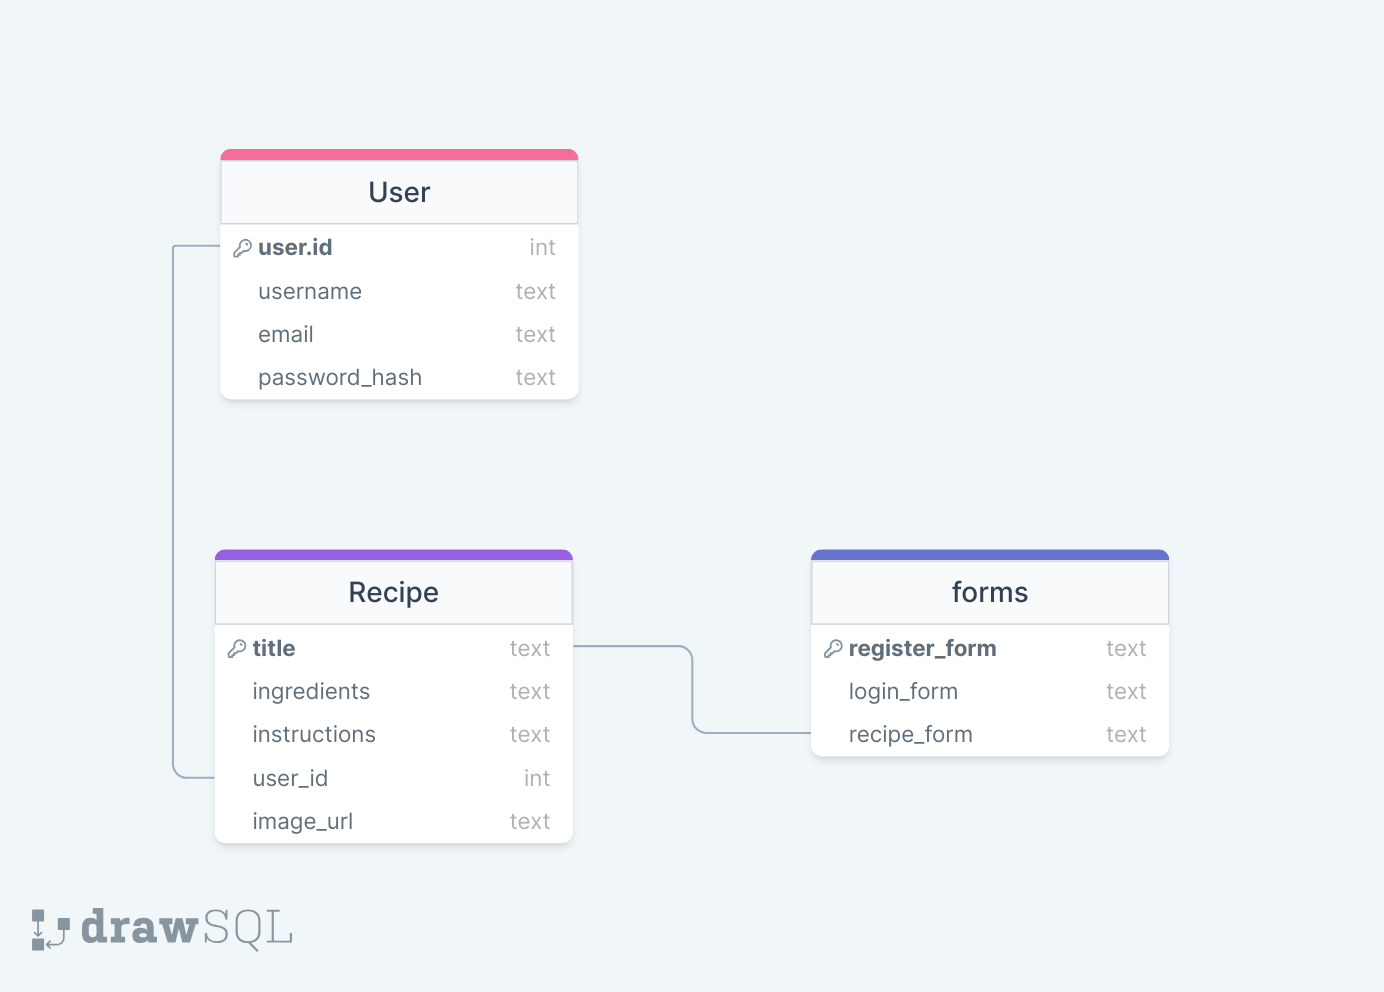 User
user.id int
username text
email text
password_hash text
Recipe
title text
ingredients text
instructions text
user_id int
image_url text
forms
register_form text
login_form text
recipe_form text
drawSQL